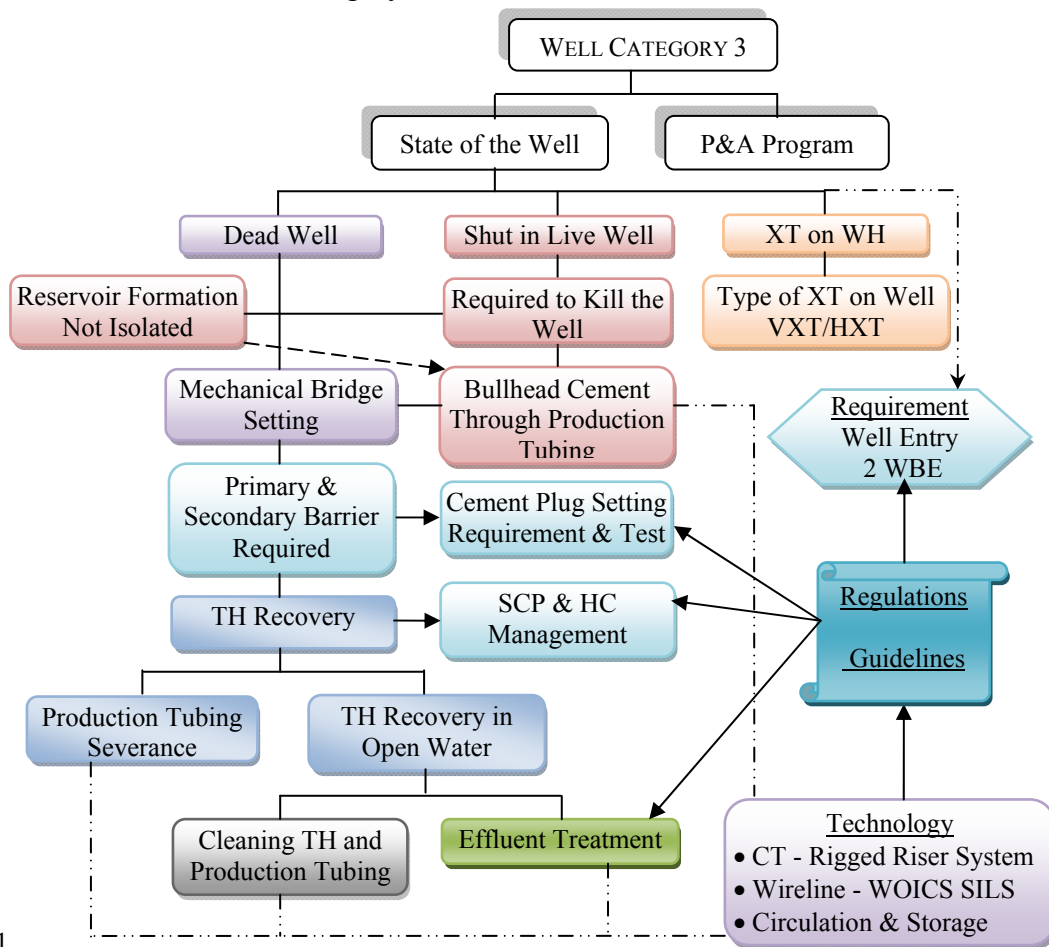 WELL CATEGORY 3
State of the Well
P&A Program
Dead Well
Shut in Live Well
XT on WH
Reservoir Formation
Not Isolated
Required to Kill the
Well
Type of XT on Well
VXT/HXT
Mechanical Bridge
Setting
Bullhead Cement
Through Production
Tubing
Requirement
Well Entry
2 WBE
Primary &
Secondary Barrier
Required
Cement Plug Setting
Requirement & Test
TH Recovery
SCP & HC
Management
Regulations
Guidelines
Production Tubing
Severance
TH Recovery in
Open Water
Cleaning TH and
Production Tubing
Effluent Treatment
Technology
• CT - Rigged Riser System
• Wireline - WOICS SILS
• Circulation & Storage